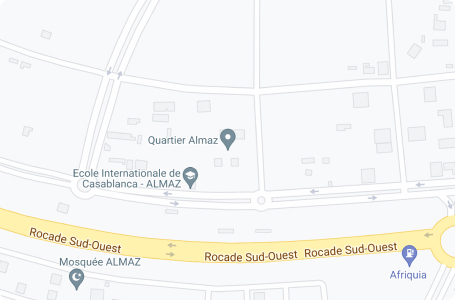 Quartier Almaz
Ecole Internationale de
Casablanca - ALMAZ
Rocade Sud-Ouest
Rocade Sud-Ouest
Rocade Sud-Ouest
Mosquée ALMAZ
Afriquia